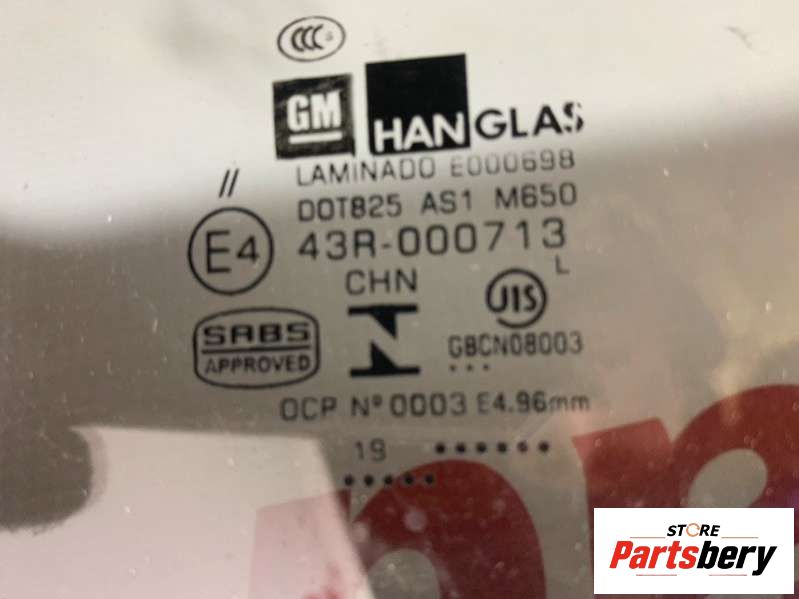 CCC S
GM HANGLAS
LAMINADO E000698
//
DOT825 AS1 M650
E4 43R-000713
CHN JIS L
SABS
APPROVED
GBCN08003
...
OCP Nº 0003 E4.96mm
19 ••••••
•••••
STORE
Partsbery